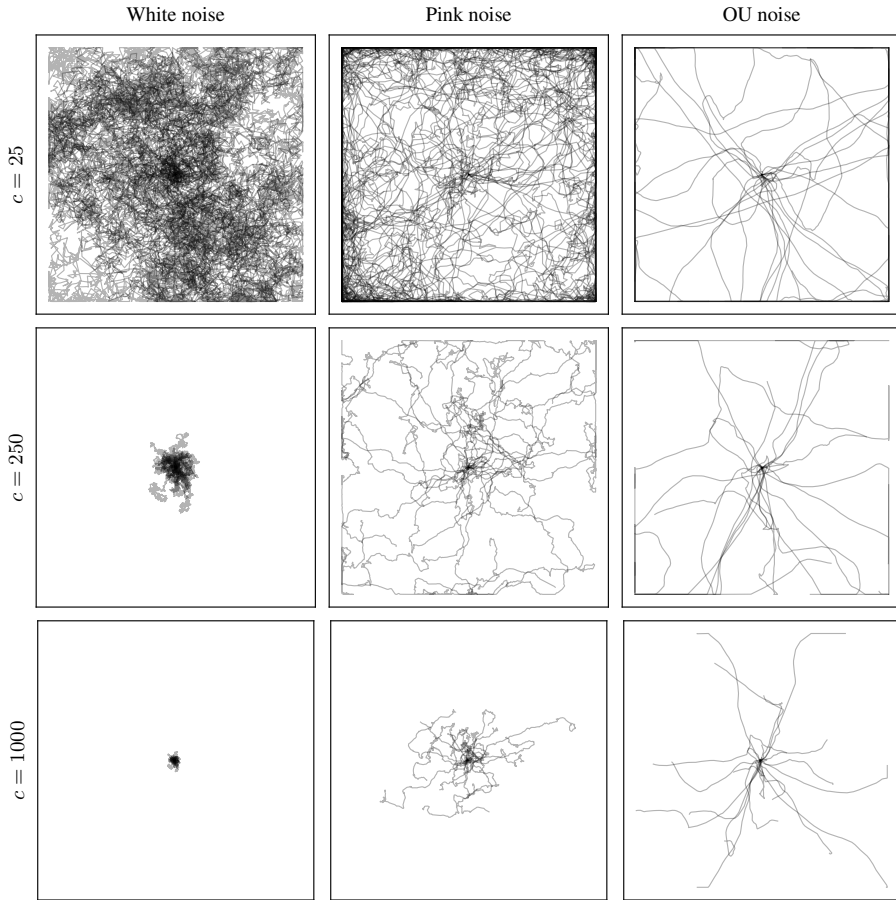 White noise
Pink noise
OU noise
c = 25
c = 250
c = 1000